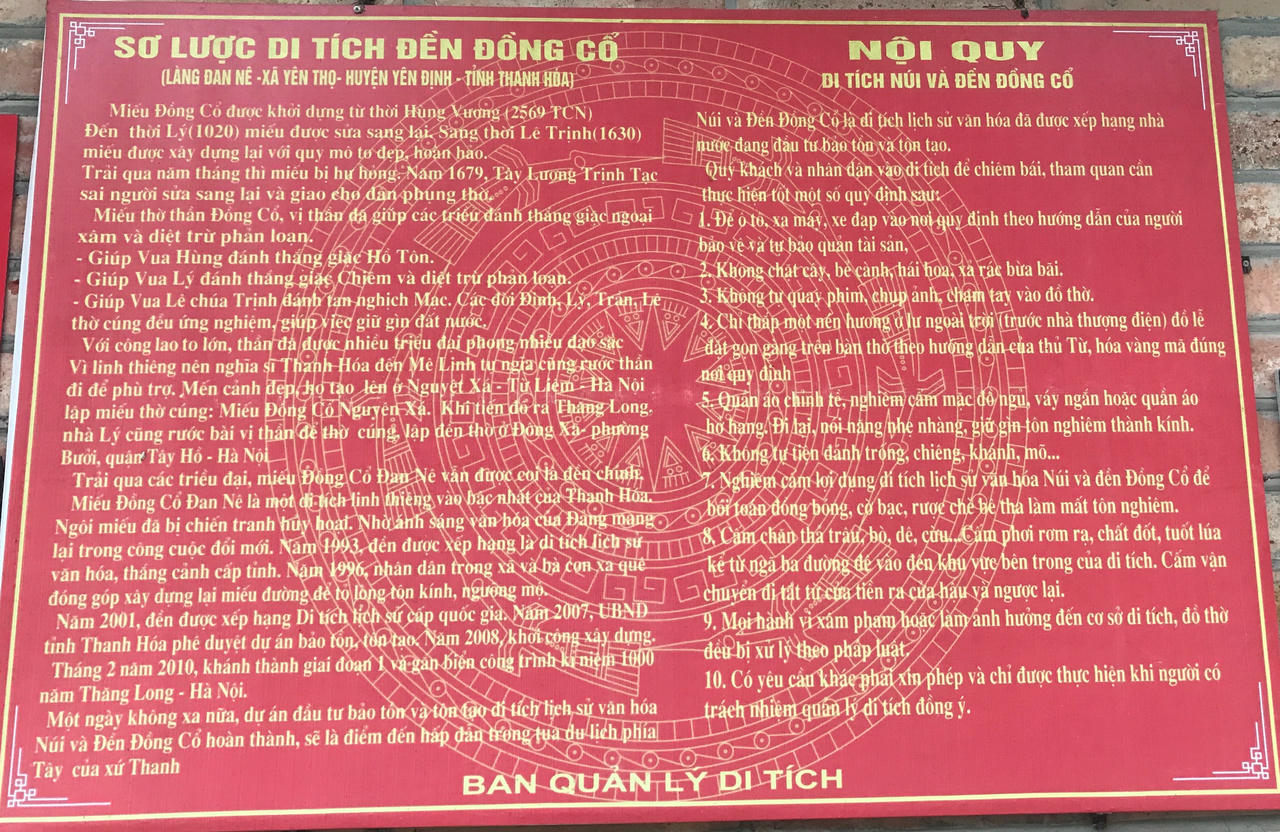 SƠ LƯỢC DI TÍCH ĐỀN ĐỒNG CỔ
(LÀNG ĐAN NÊ -XÃ YÊN THỌ- HUYỆN YÊN ĐỊNH - TỈNH THANH HÓA)
Miếu Đồng Cổ được khởi dựng từ thời Hùng Vương (2569 TCN)
Đến thời Lý(1020) miếu được sửa sang lại. Sang thời Lê Trịnh(1630)
miếu được xây dựng lại với quy mô to đẹp, hoàn hảo.
Trải qua năm tháng thì miếu bị hư hỏng. Năm 1679, Tây Lương Trịnh Tạc
sai người sửa sang lại và giao cho dân phụng thờ.
Miếu thờ thần Đồng Cổ, vị thần đã giúp các triều đánh thắng giặc ngoại
xâm và diệt trừ phản loạn.
- Giúp Vua Hùng đánh thắng giặc Hồ Tôn.
- Giúp Vua Lý đánh thắng giặc Chiêm và diệt trừ phản loạn.
- Giúp Vua Lê chúa Trịnh đánh tan nghịch Mạc. Các đời Đinh, Lý, Trần, Lê
thờ cúng đều ứng nghiệm, giúp việc giữ gìn đất nước.
Với công lao to lớn, thần đã được nhiều triều đại phong nhiều đạo sắc
Vì linh thiêng nên nghĩa sĩ Thanh Hóa đến Mê Linh tụ nghĩa cũng rước thần
đi để phù trợ. Mến cảnh đẹp, họ tạo lên ở Nguyệt Xá - Từ Liêm - Hà Nội
lập miếu thờ cúng: Miếu Đồng Cổ Nguyên Xá. Khi tiến đô ra Thăng Long,
nhà Lý cũng rước bài vị thần để thờ cúng, lập đền thờ ở Đông Xã- phường
Bưởi, quận Tây Hồ - Hà Nội
Trải qua các triều đại, miếu Đồng Cổ Đan Nê vẫn được coi là đền chính.
Miếu Đồng Cổ Đan Nê là một di tích linh thiêng vào bậc nhất của Thanh Hóa.
Ngôi miếu đã bị chiến tranh hủy hoại. Nhờ ánh sáng văn hóa của Đảng mang
lại trong công cuộc đổi mới. Năm 1993, đền được xếp hạng là di tích lịch sử
văn hóa, thắng cảnh cấp tỉnh. Năm 1996, nhân dân trong xã và bà con xa quê
đóng góp xây dựng lại miếu đường để tỏ lòng tôn kính, ngưỡng mộ.
Năm 2001, đền được xếp hạng Di tích lịch sử cấp quốc gia. Năm 2007, UBND
tỉnh Thanh Hóa phê duyệt dự án bảo tồn, tôn tạo. Năm 2008, khởi công xây dựng.
Tháng 2 năm 2010, khánh thành giai đoạn 1 và gắn biển công trình kỉ niệm 1000
năm Thăng Long - Hà Nội.
Một ngày không xa nữa, dự án đầu tư bảo tồn và tôn tạo di tích lịch sử văn hóa
Núi và Đền Đồng Cổ hoàn thành, sẽ là điểm đến hấp dẫn trong tua du lịch phía
Tây của xứ Thanh
NỘI QUY
DI TÍCH NÚI VÀ ĐỀN ĐỒNG CỔ
Núi và Đền Đồng Cổ là di tích lịch sử văn hóa đã được xếp hạng nhà
nước đang đầu tư bảo tồn và tôn tạo.
Quý khách và nhân dân vào di tích để chiêm bái, tham quan cần
thực hiện tốt một số quy định sau:
1. Để ô tô, xa máy, xe đạp vào nơi quy định theo hướng dẫn của người
bảo vệ và tự bảo quản tài sản,
2. Không chặt cây, bẻ cành, hái hoa, xả rác bừa bãi.
3. Không tự quay phim, chụp ảnh, chạm tay vào đồ thờ.
4. Chỉ thắp một nén hương ở lư ngoài trời (trước nhà thượng điện) đồ lễ
đặt gọn gàng trên bàn thờ theo hướng dẫn của thủ Từ, hóa vàng mã đúng
nơi quy định
5. Quần áo chỉnh tề, nghiêm cấm mặc đồ ngủ, váy ngắn hoặc quần áo
hở hang. Đi lại, nói năng nhẹ nhàng, giữ gìn tôn nghiêm thành kính.
6. Không tự tiện đánh trống, chiêng, khánh, mõ...
7. Nghiêm cấm lợi dụng di tích lịch sử văn hóa Núi và đền Đồng Cổ để
bói toán đồng bóng, cờ bạc, rượu chè bê tha làm mất tôn nghiêm.
8. Cấm chăn thả trâu, bò, dê, cừu...Cấm phơi rơm rạ, chất đốt, tuốt lúa
kể từ ngã ba đường đê vào đến khu vực bên trong của di tích. Cấm vận
chuyển đi tắt từ cửa tiền ra cửa hậu và ngược lại.
9. Mọi hành vi xâm phạm hoặc làm ảnh hưởng đến cơ sở di tích, đồ thờ
đều bị xử lý theo pháp luật.
10. Có yêu cầu khác phải xin phép và chỉ được thực hiện khi người có
trách nhiệm quản lý di tích đồng ý.
BAN QUẢN LÝ DI TÍCH